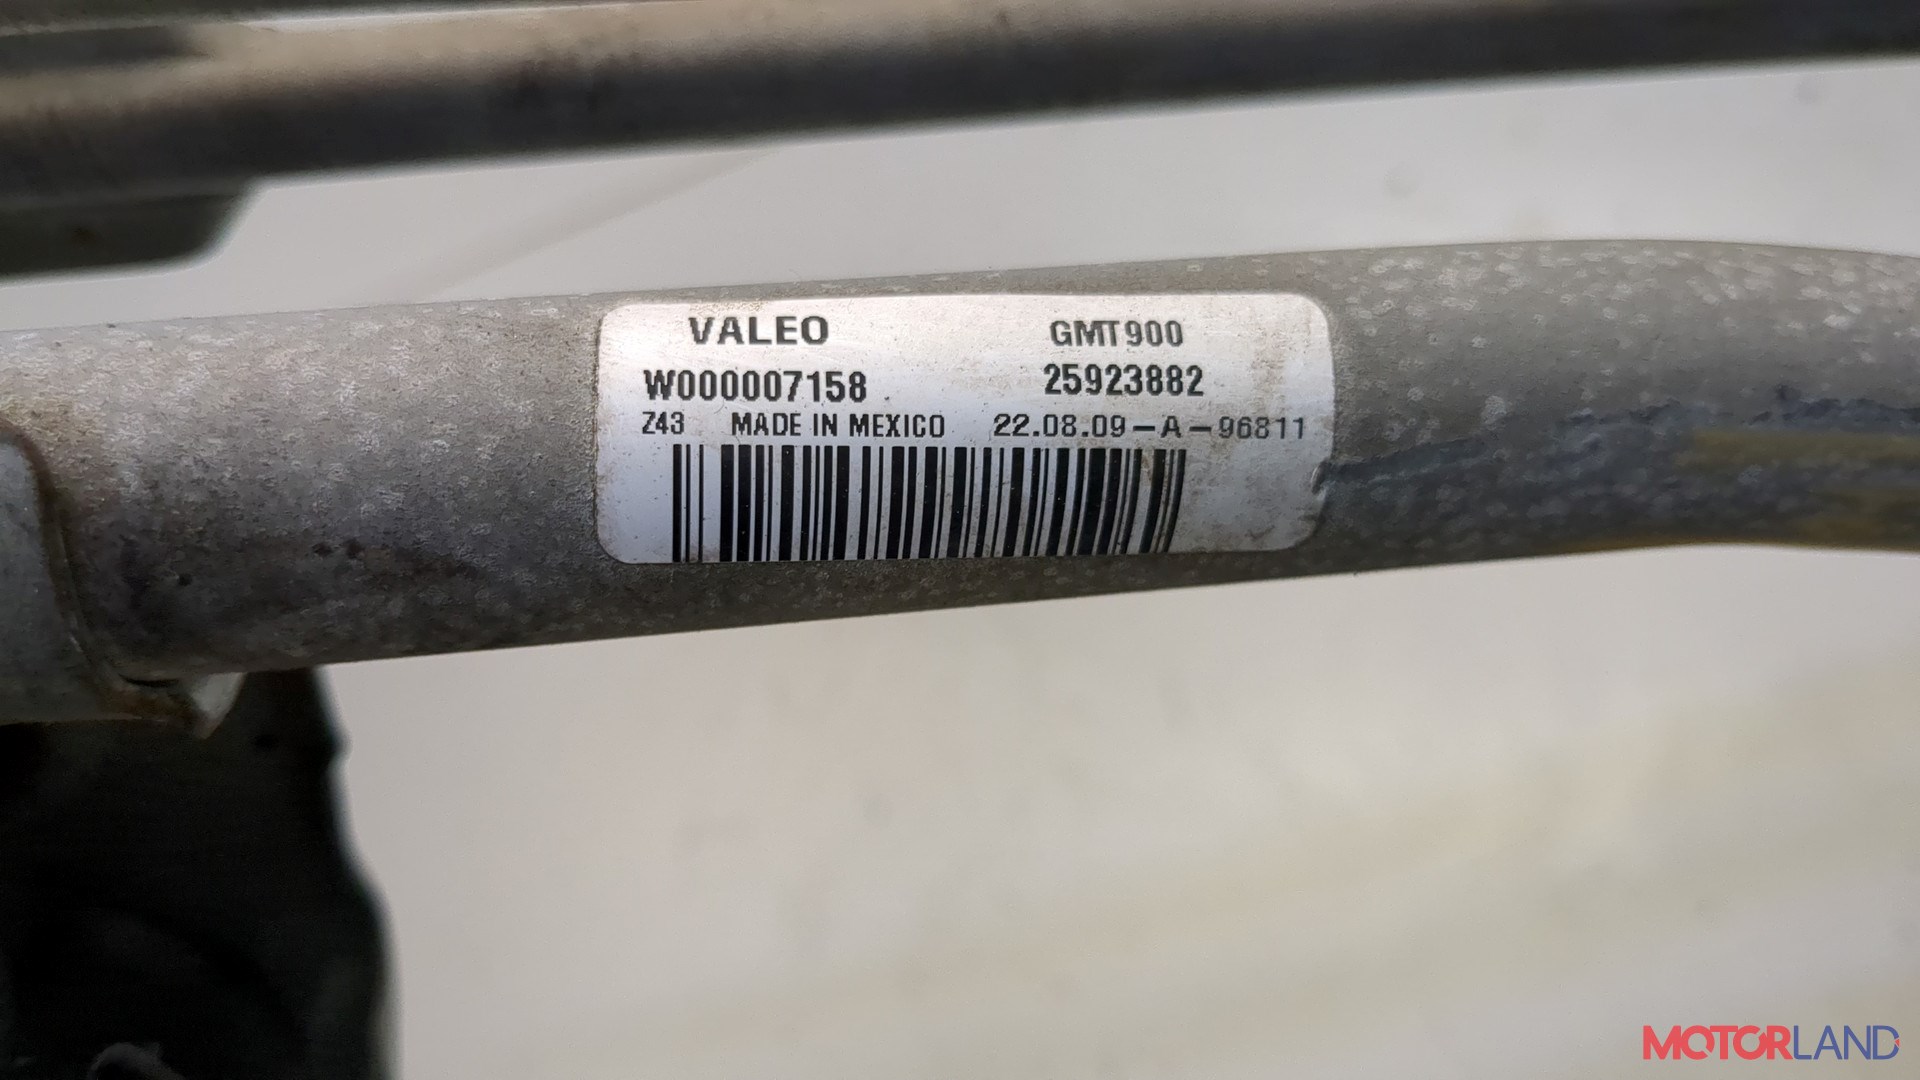 VALEO GMT900
W000007158 25923882
Z43 MADE IN MEXICO 22.08.09-A-96811
MOTORLAND